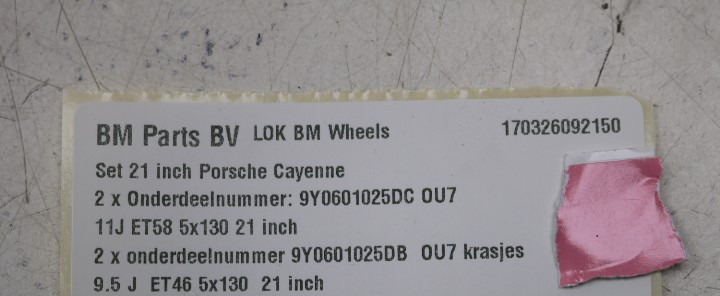 BM Parts BV LOK BM Wheels 170326092150
Set 21 inch Porsche Cayenne
2 x Onderdeelnummer: 9Y0601025DC OU7
11J ET58 5x130 21 inch
2 x onderdeelnummer 9Y0601025DB OU7 krasjes
9.5 J ET46 5x130 21 inch